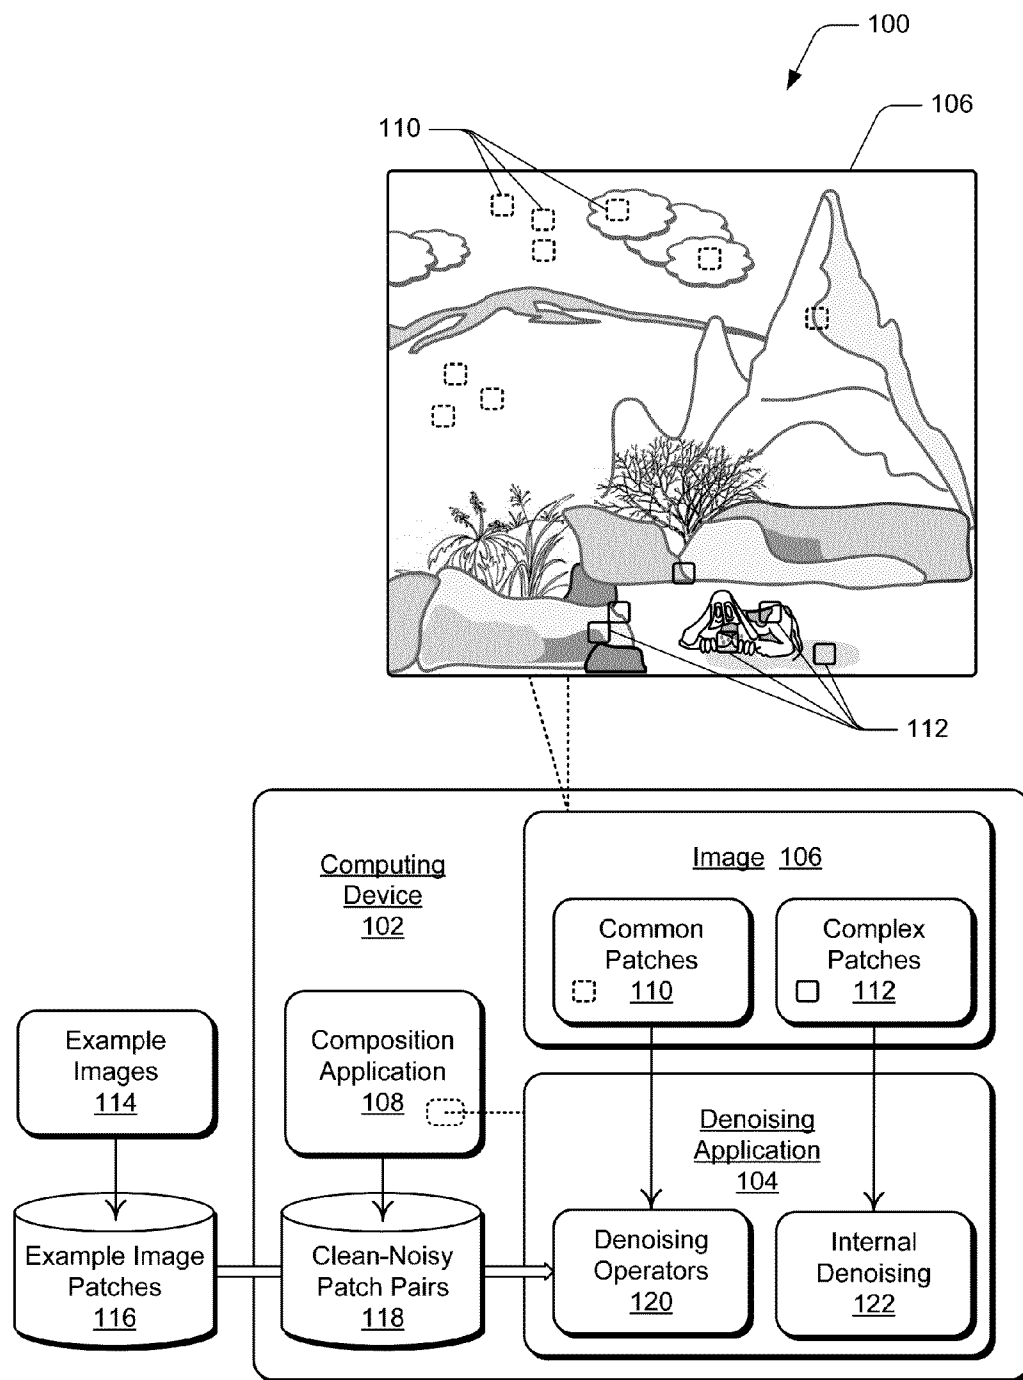 100
106
110
112
Computing
Device
102
Image 106
Common
Patches
110
Complex
Patches
112
Example
Images
114
Composition
Application
108
Denoising
Application
104
Example Image
Patches
116
Clean-Noisy
Patch Pairs
118
Denoising
Operators
120
Internal
Denoising
122